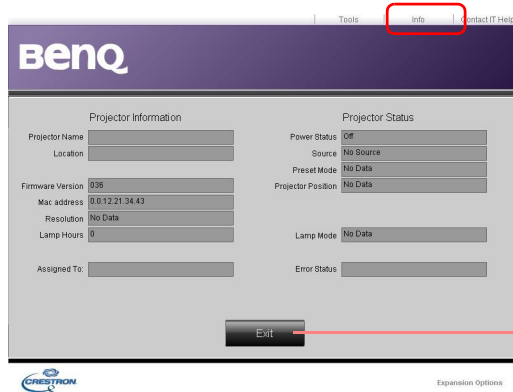 Tools Info Contact IT Help
BenQ
Projector Information
Projector Name
Location
Firmware Version 036
Mac address 0.0.12.21.34.43
Resolution No Data
Lamp Hours 0
Assigned To:
Projector Status
Power Status Off
Source No Source
Preset Mode No Data
Projector Position No Data
Lamp Mode No Data
Error Status
Exit
CRESTRON
Expansion Options